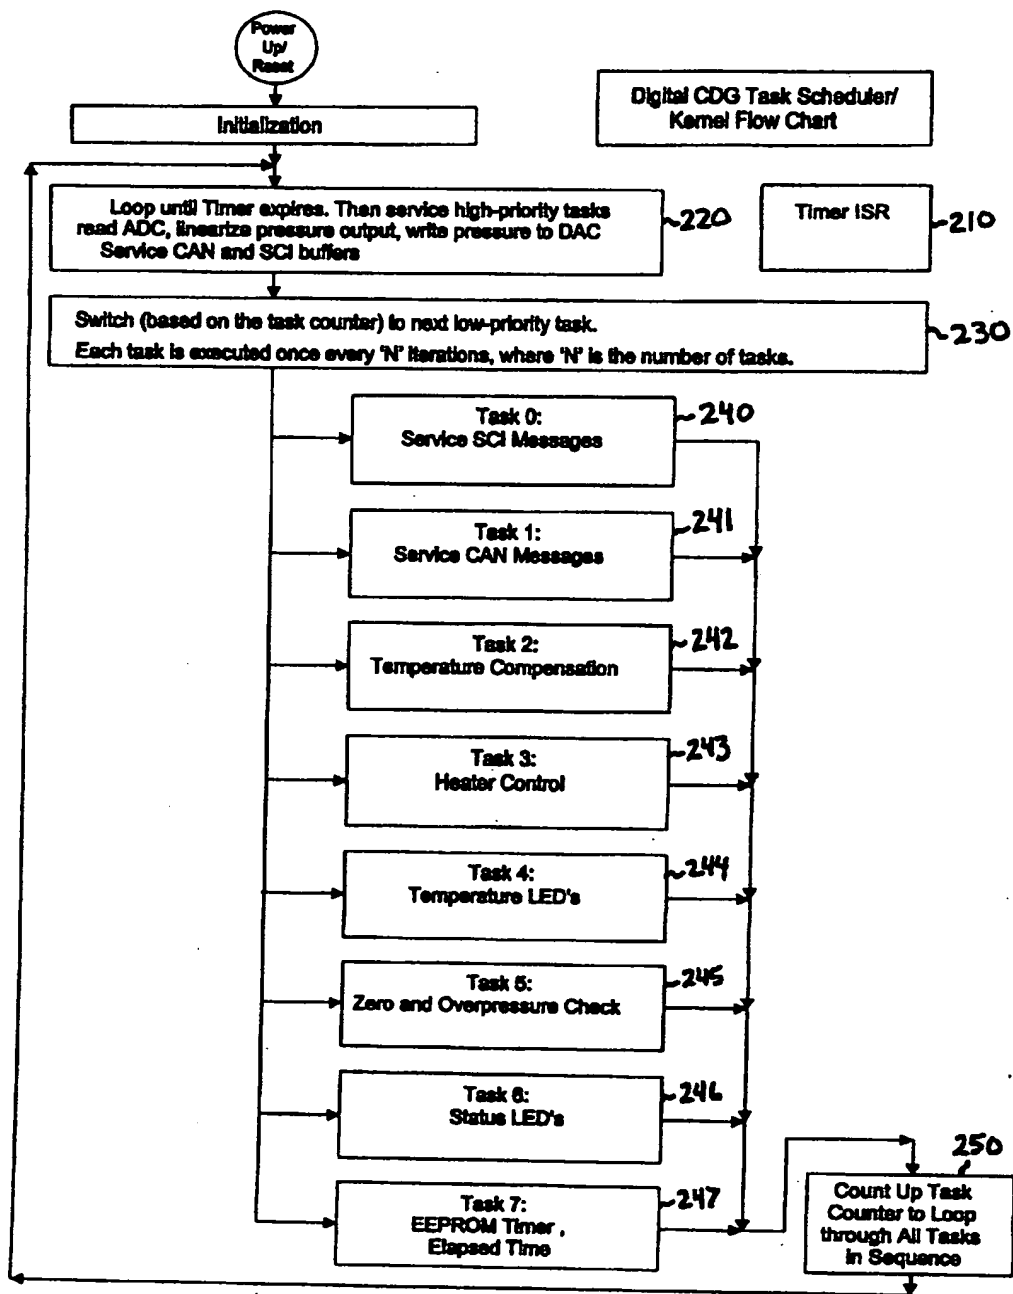 Power
Up/
Reset
Digital CDG Task Scheduler/
Kernel Flow Chart
Initialization
Loop until Timer expires. Then service high-priority tasks
read ADC, linearize pressure output, write pressure to DAC
Service CAN and SCI buffers
220
Timer ISR
210
Switch (based on the task counter) to next low-priority task.
Each task is executed once every 'N' iterations, where 'N' is the number of tasks.
230
Task 0:
Service SCI Messages
240
Task 1:
Service CAN Messages
241
Task 2:
Temperature Compensation
242
Task 3:
Heater Control
243
Task 4:
Temperature LED's
244
Task 5:
Zero and Overpressure Check
245
Task 6:
Status LED's
246
Task 7:
EEPROM Timer ,
Elapsed Time
247
250
Count Up Task
Counter to Loop
through All Tasks
in Sequence